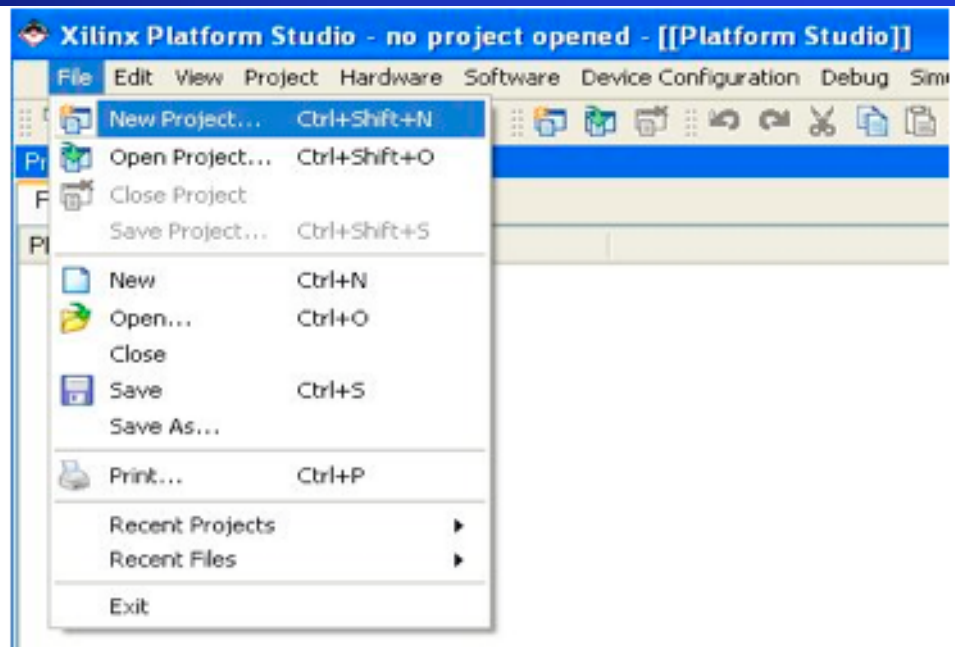 Xilinx Platform Studio - no project opened - [[Platform Studio]]
File Edit View Project Hardware Software Device Configuration Debug
New Project... Ctrl+Shift+N
Open Project... Ctrl+Shift+O
Close Project
Save Project... Ctrl+Shift+S
New Ctrl+N
Open... Ctrl+O
Close
Save Ctrl+S
Save As...
Print... Ctrl+P
Recent Projects
Recent Files
Exit